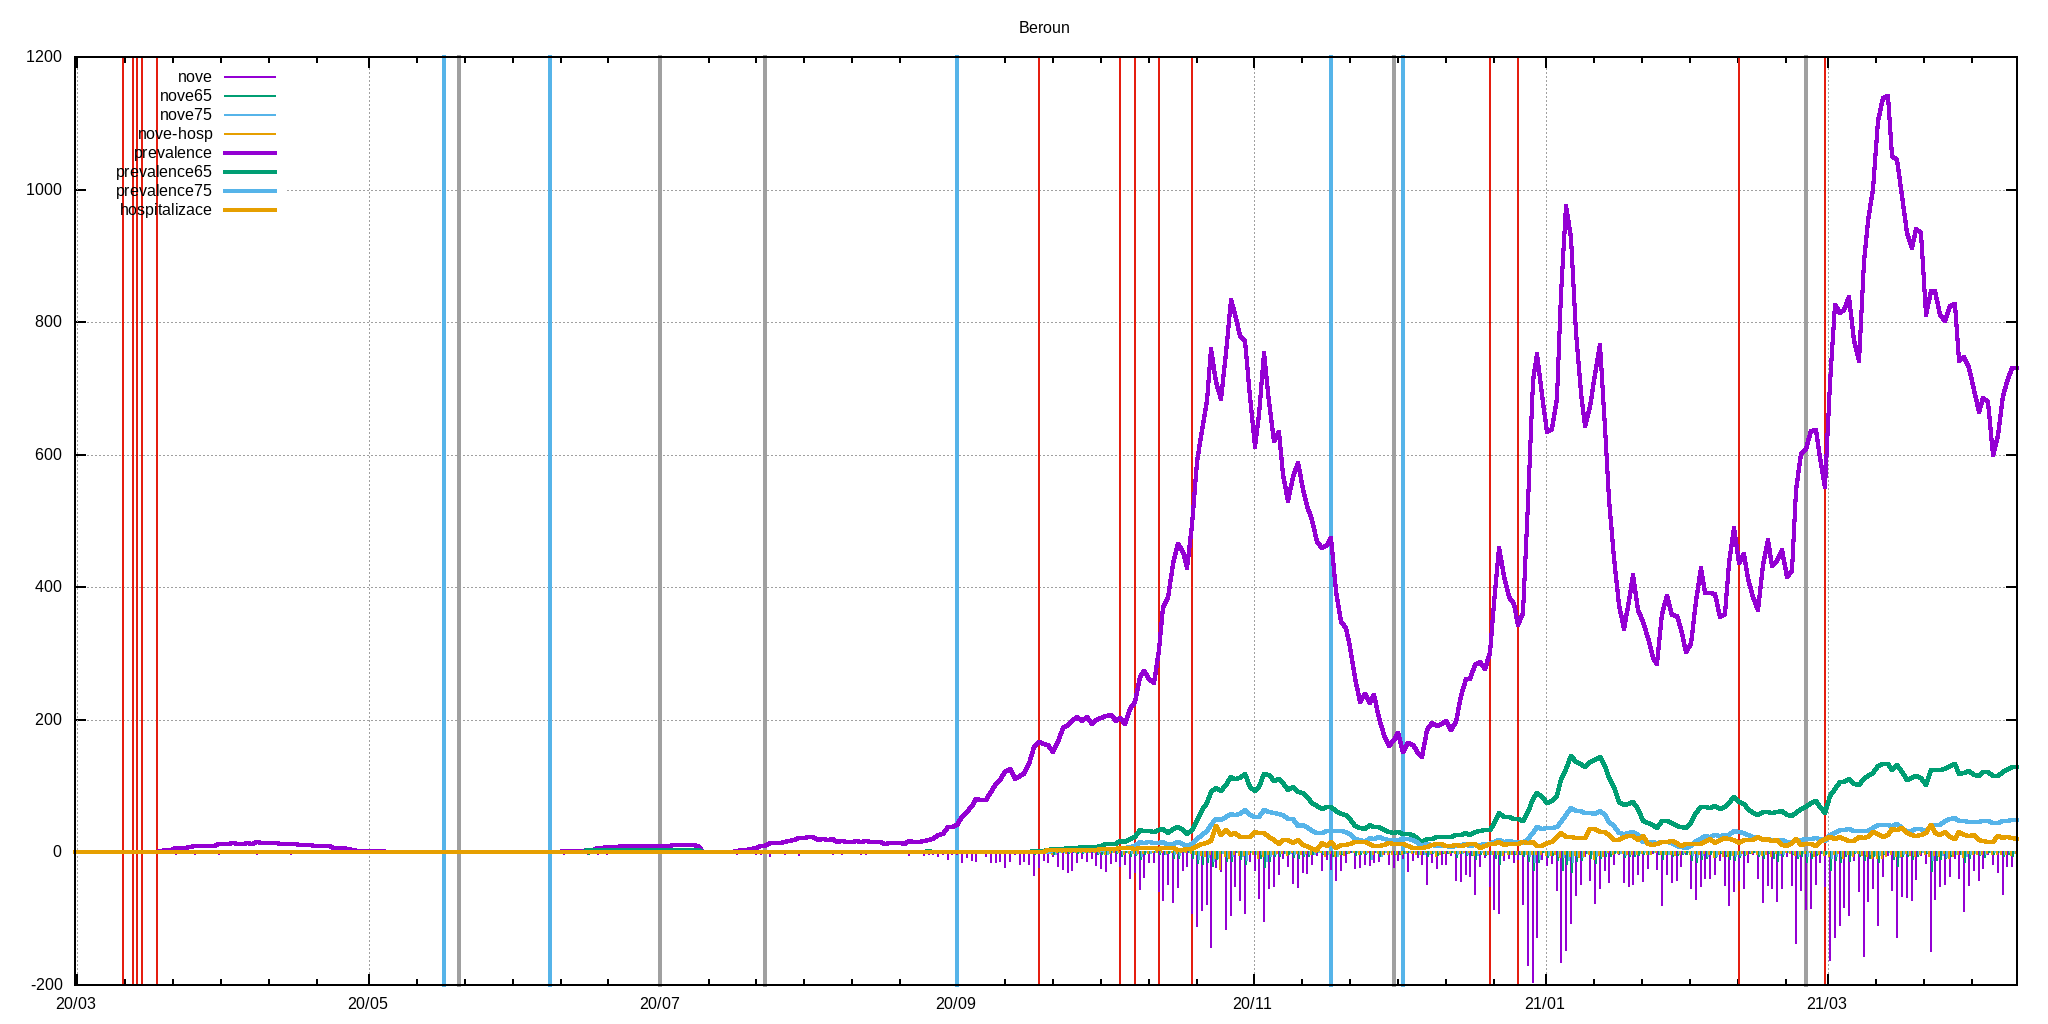 Beroun
1200
1000
800
600
400
200
0
-200
nove
nove65
nove75
nove-hosp
prevalence
prevalence65
prevalence75
hospitalizace
20/03 20/05 20/07 20/09 20/11 21/01 21/03